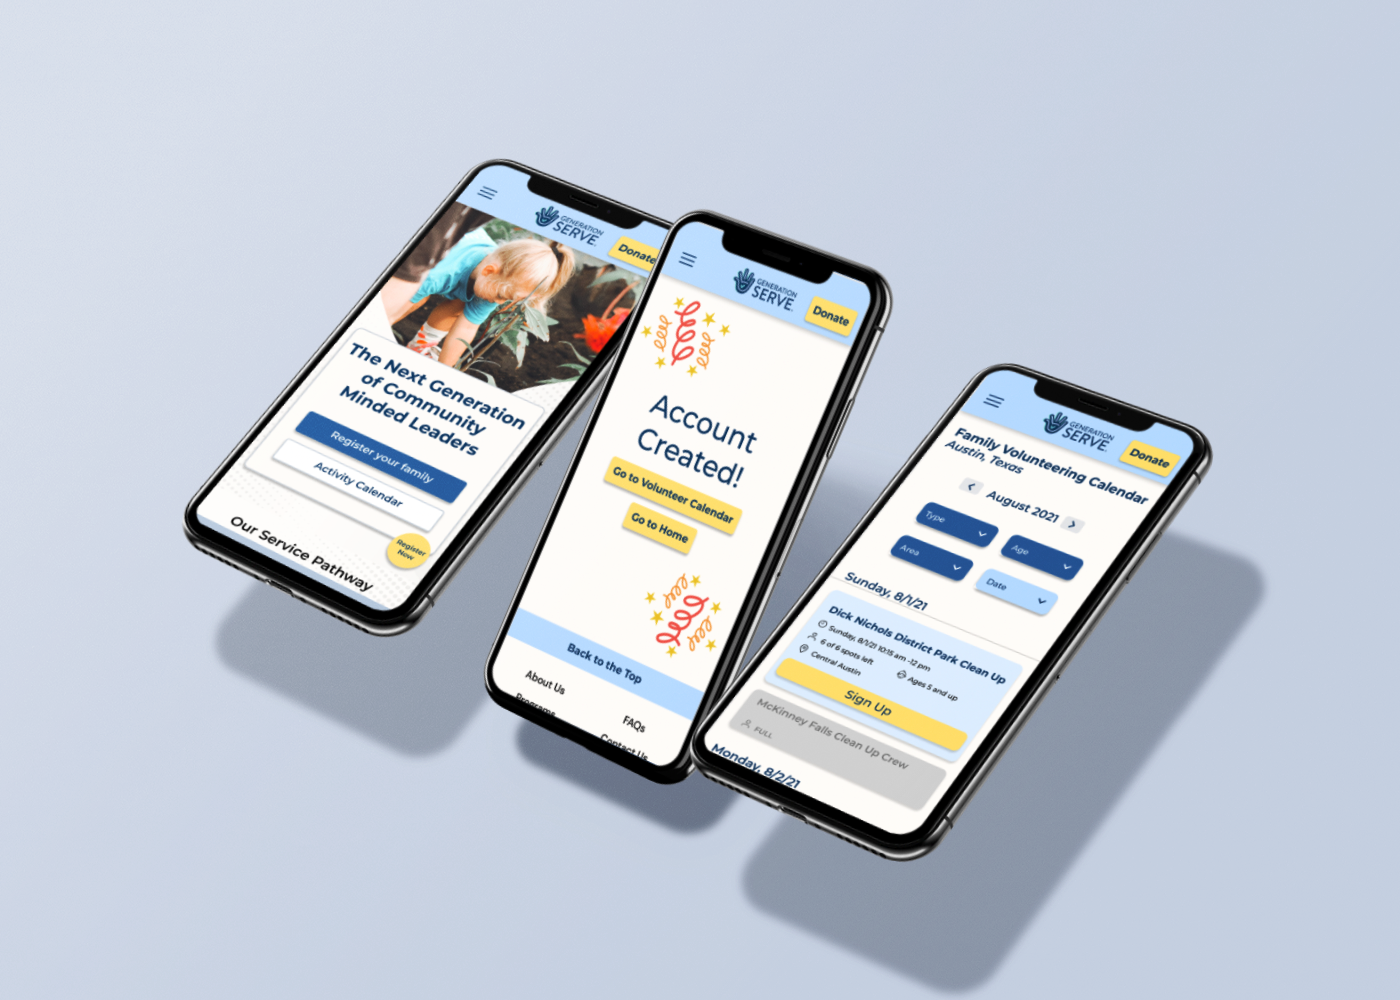 GENERATION
SERVE
Donate
The Next Generation
of Community
Minded Leaders
Register your family
Activity Calendar
Register
Now
Our Service Pathway
GENERATION
SERVE
Donate
Account
Created!
Go to Volunteer Calendar
Go to Home
Back to the Top
About Us
FAQs
Programs
Contact Us
GENERATION
SERVE
Donate
Family Volunteering Calendar
Austin, Texas
August 2021
Type
Age
Area
Date
Sunday, 8/1/21
Dick Nichols District Park Clean Up
Sunday, 8/1/21 10:15 am -12 pm
6 of 6 spots left
Ages 5 and up
Central Austin
Sign Up
McKinney Falls Clean Up Crew
FULL
Monday, 8/2/21